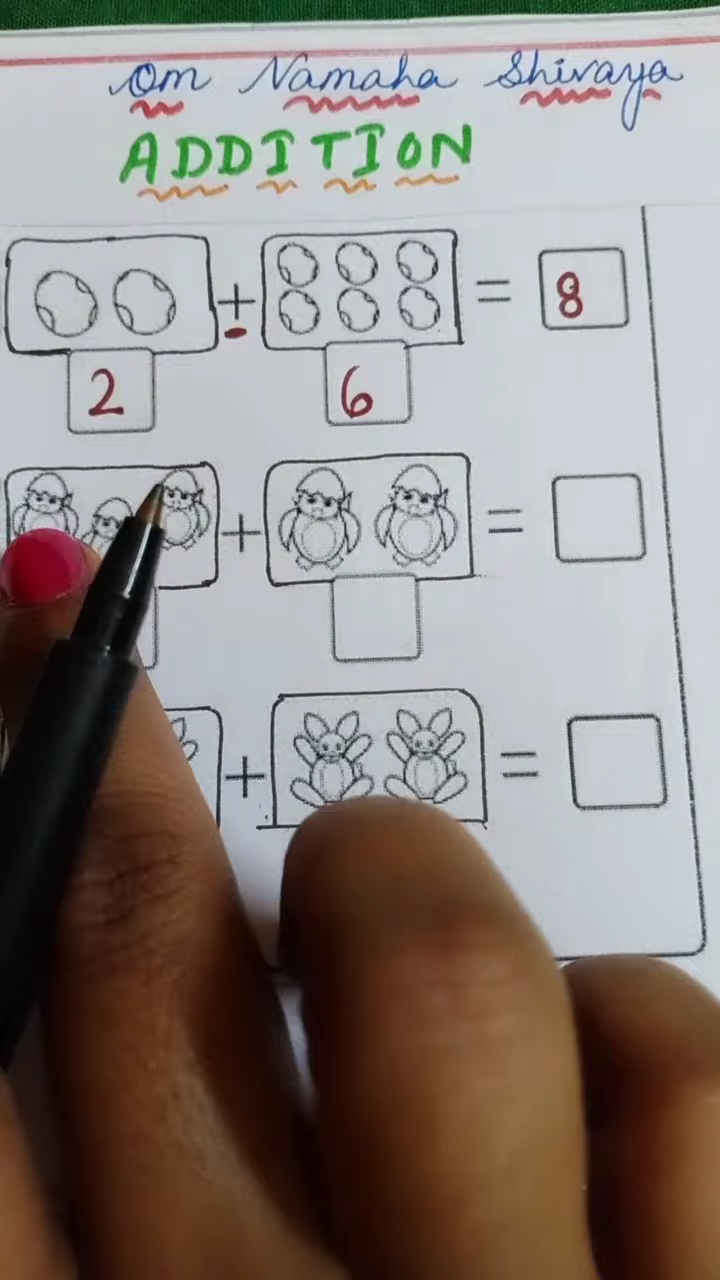 Om Namaha Shivaya
ADDITION
+ = 8
2 6
+ =
+ =